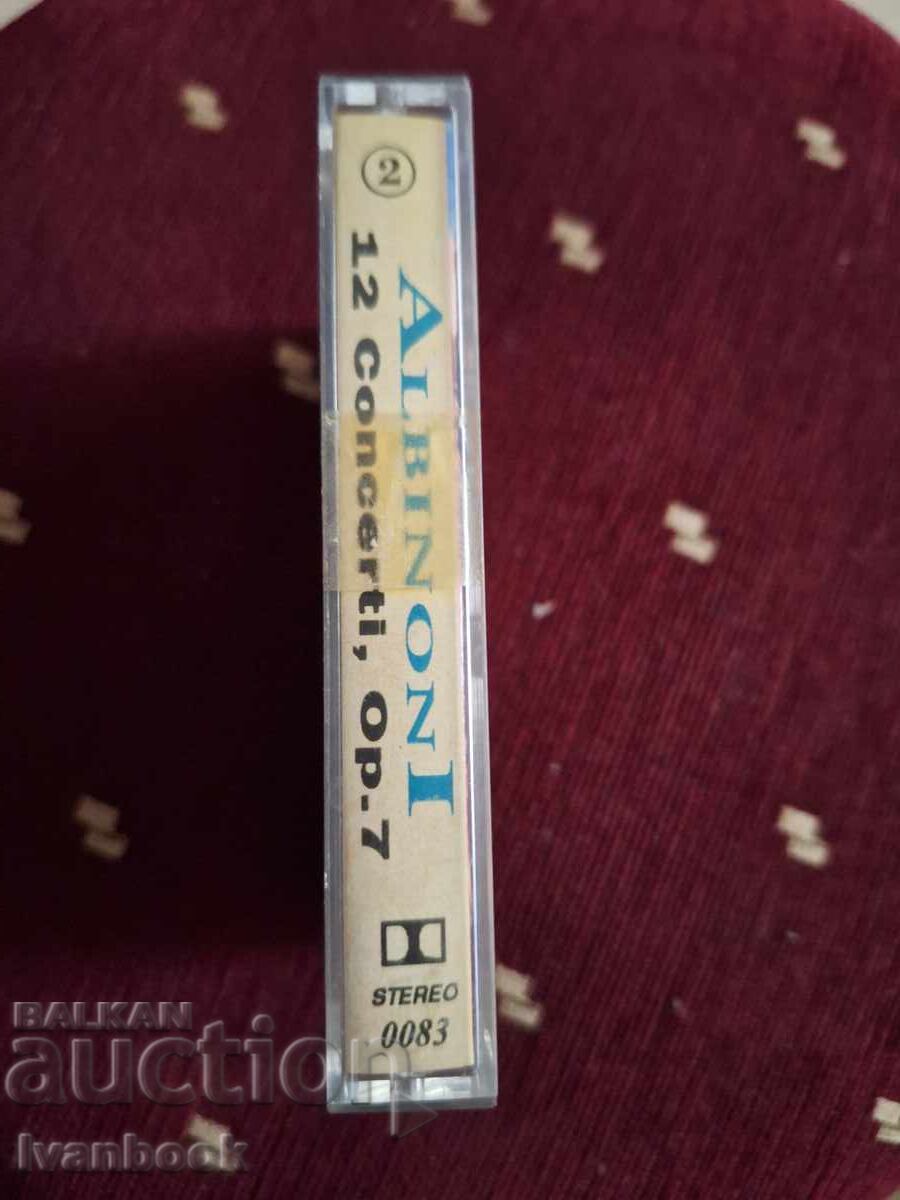 2
ALBINONI
12 Concerti, Op-7
STEREO
0083
BALKAN
auction
Ivanbook